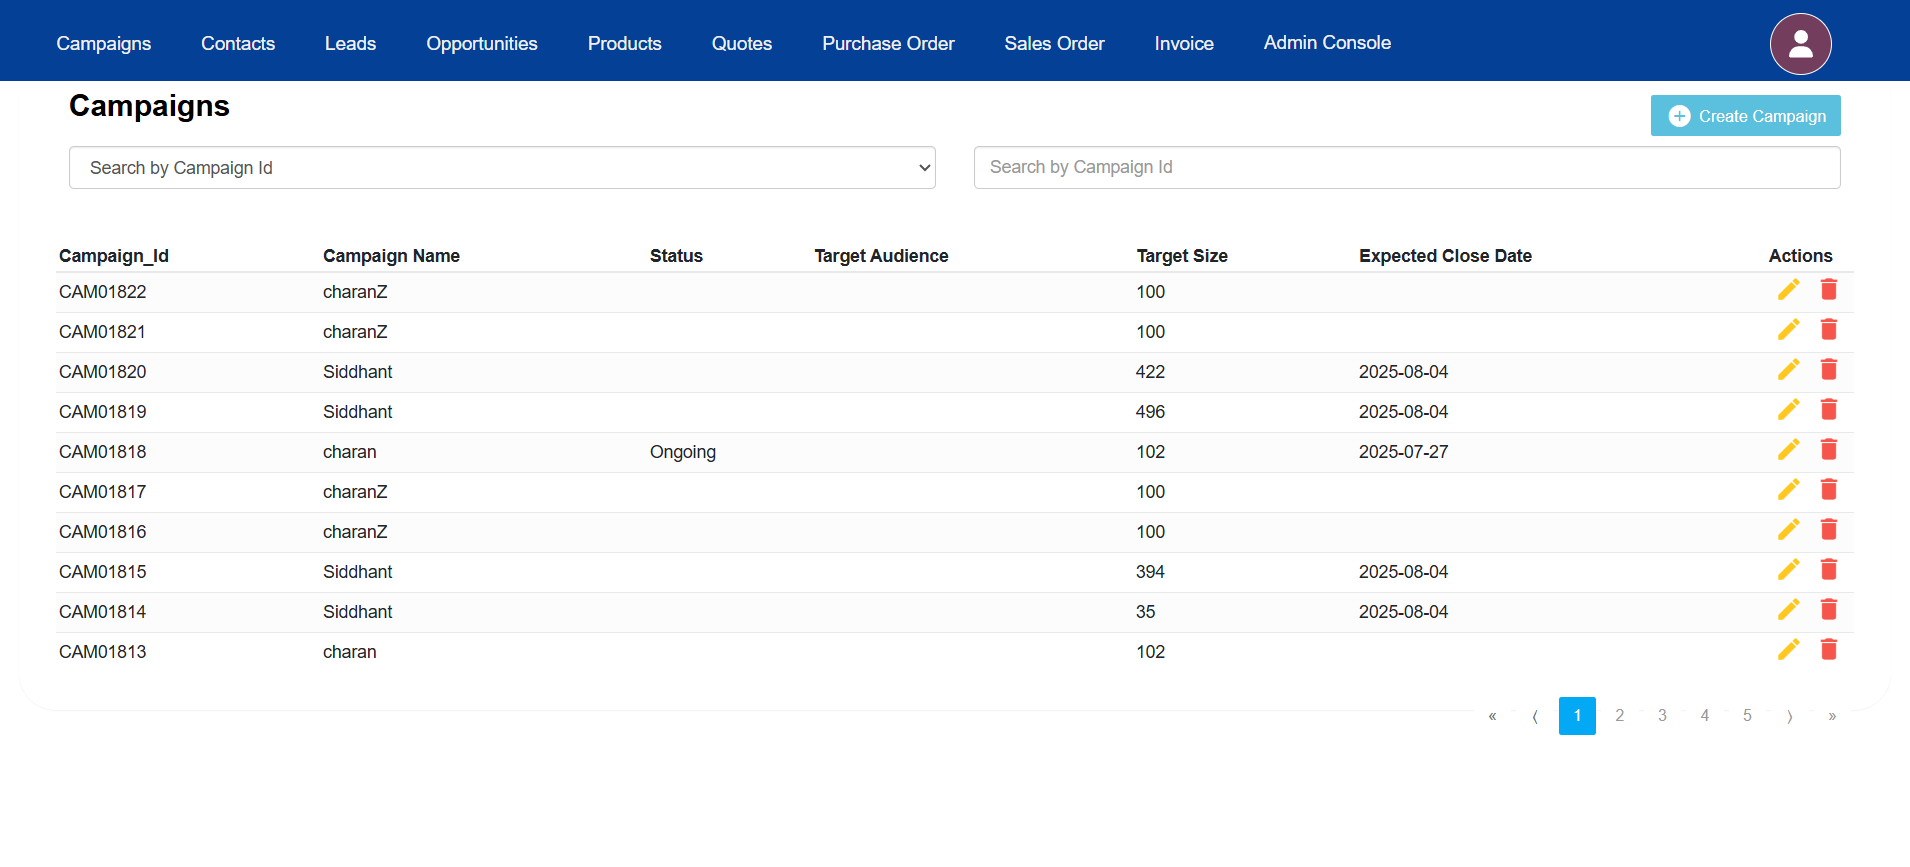 Campaigns Contacts Leads Opportunities Products Quotes Purchase Order Sales Order Invoice Admin Console
Campaigns
Create Campaign
Search by Campaign Id Search by Campaign Id
Campaign_Id Campaign Name Status Target Audience Target Size Expected Close Date Actions
CAM01822 charanZ 100
CAM01821 charanZ 100
CAM01820 Siddhant 422 2025-08-04
CAM01819 Siddhant 496 2025-08-04
CAM01818 charan Ongoing 102 2025-07-27
CAM01817 charanZ 100
CAM01816 charanZ 100
CAM01815 Siddhant 394 2025-08-04
CAM01814 Siddhant 35 2025-08-04
CAM01813 charan 102
« ⟨ 1 2 3 4 5 ⟩ »